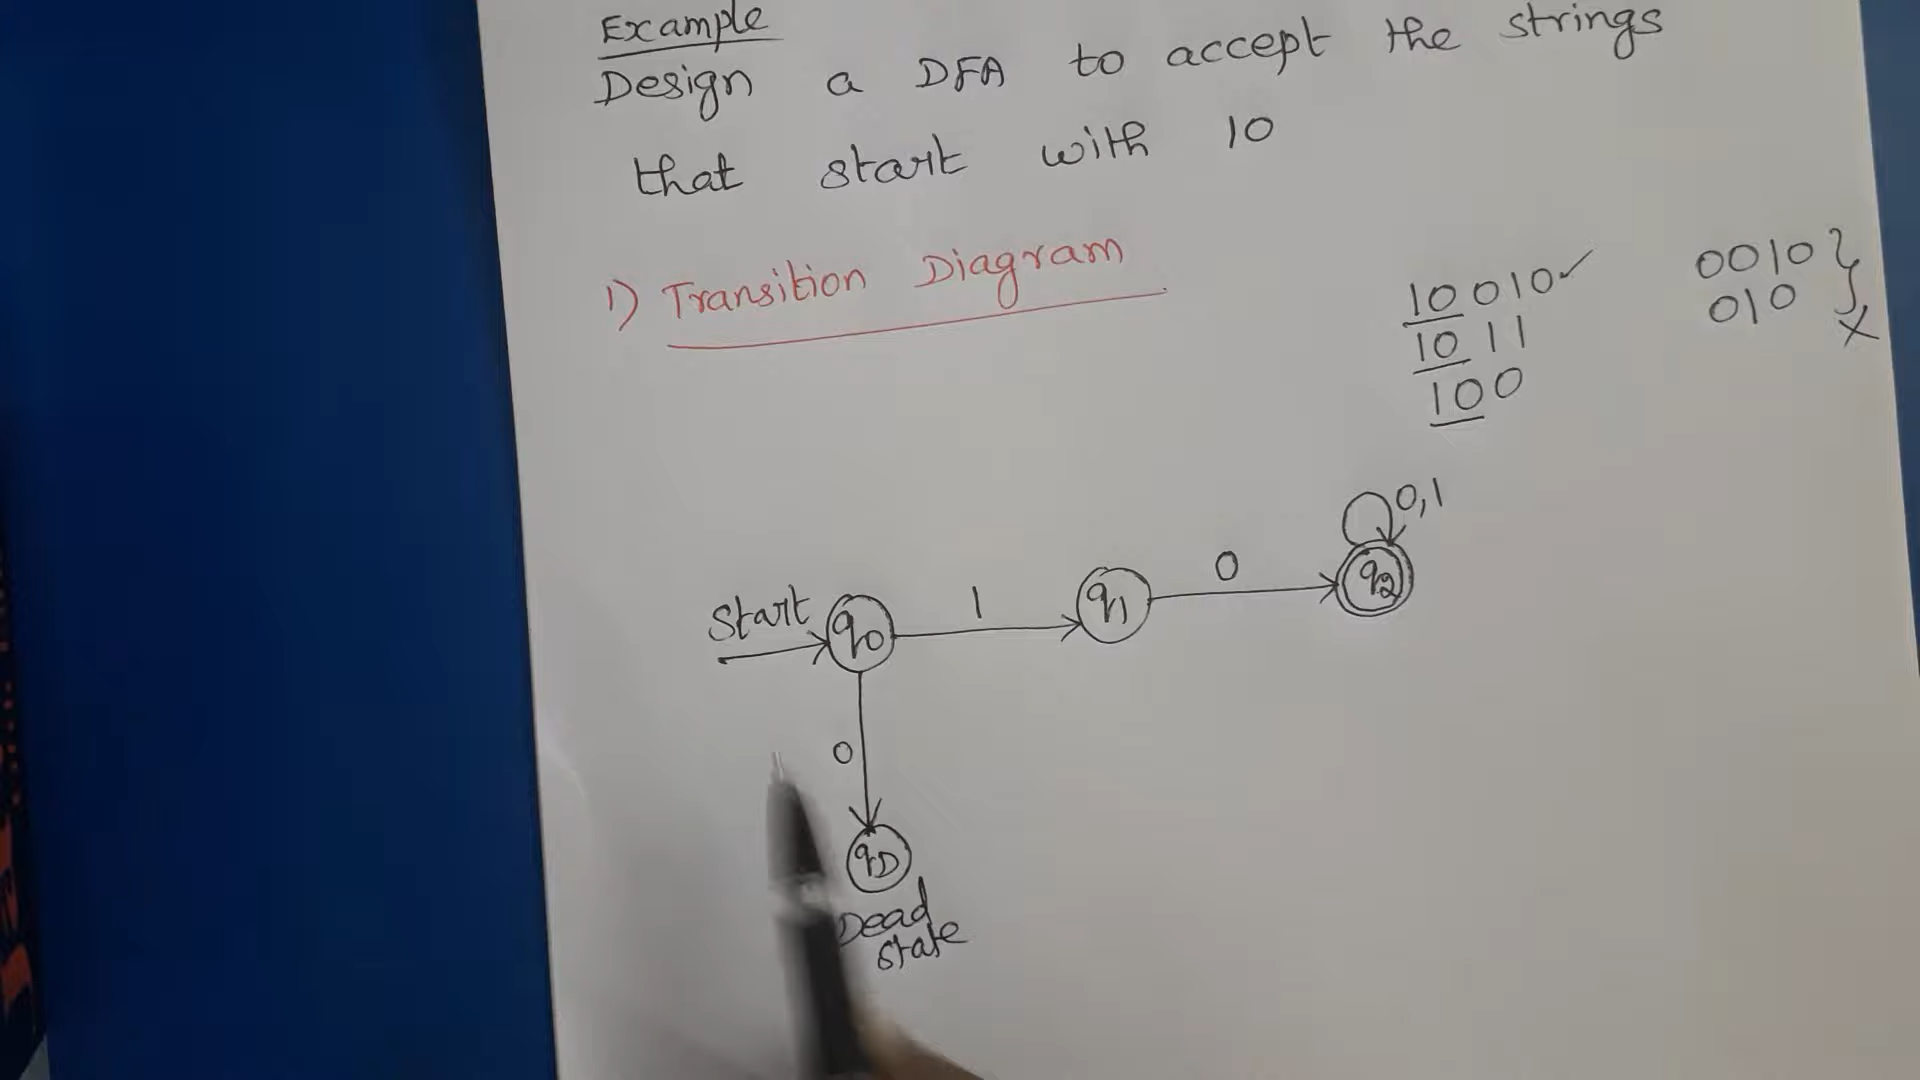 Example
Design a DFA to accept the strings
that start with 10
1) Transition Diagram
10010✓
1011
100
0010}
010
X
0,1
Start q0 1 q1 0 q2
0
qD
Dead
state